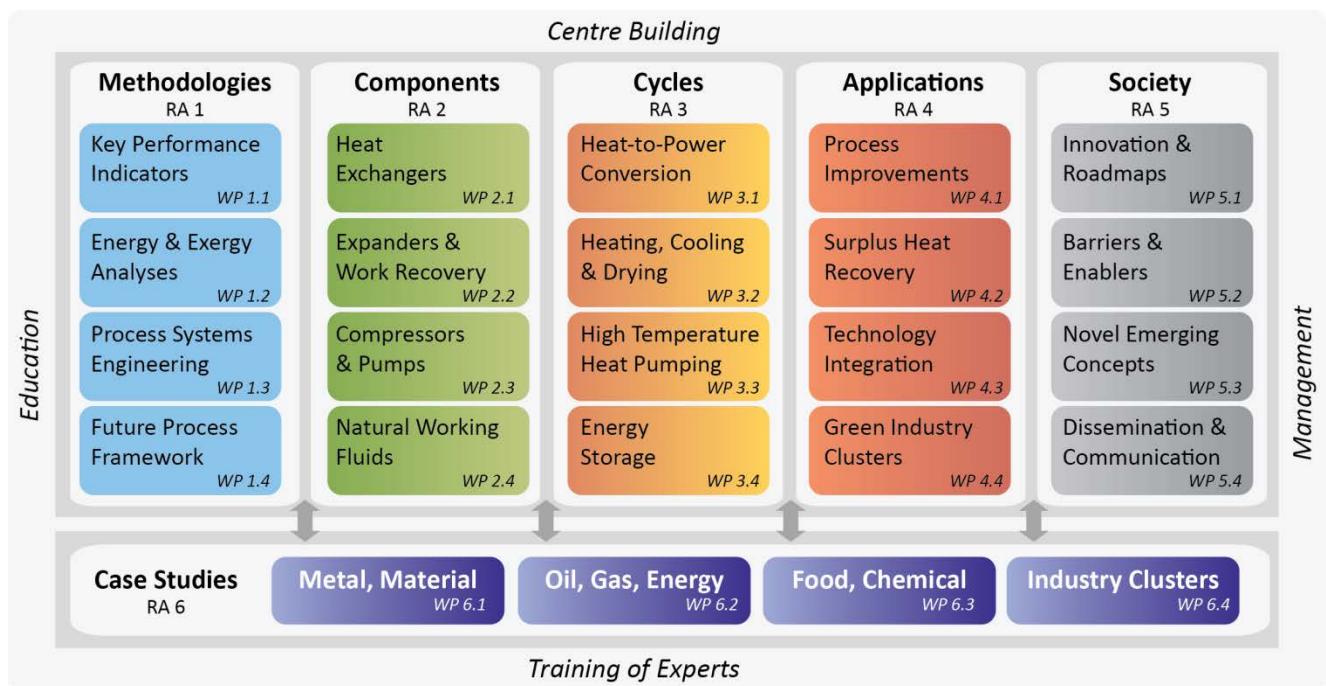 Centre Building
Education
Methodologies
RA 1
Key Performance
Indicators
WP 1.1
Energy & Exergy
Analyses
WP 1.2
Process Systems
Engineering
WP 1.3
Future Process
Framework
WP 1.4
Components
RA 2
Heat
Exchangers
WP 2.1
Expanders &
Work Recovery
WP 2.2
Compressors
& Pumps
WP 2.3
Natural Working
Fluids
WP 2.4
Cycles
RA 3
Heat-to-Power
Conversion
WP 3.1
Heating, Cooling
& Drying
WP 3.2
High Temperature
Heat Pumping
WP 3.3
Energy
Storage
WP 3.4
Applications
RA 4
Process
Improvements
WP 4.1
Surplus Heat
Recovery
WP 4.2
Technology
Integration
WP 4.3
Green Industry
Clusters
WP 4.4
Society
RA 5
Innovation &
Roadmaps
WP 5.1
Barriers &
Enablers
WP 5.2
Novel Emerging
Concepts
WP 5.3
Dissemination &
Communication
WP 5.4
Management
Case Studies
RA 6
Metal, Material
WP 6.1
Oil, Gas, Energy
WP 6.2
Food, Chemical
WP 6.3
Industry Clusters
WP 6.4
Training of Experts